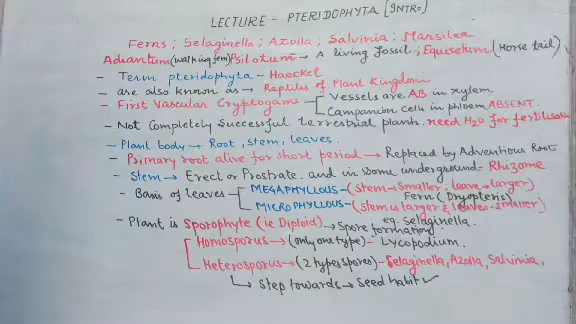 LECTURE - PTERIDOPHYTA [INTRO]
Ferns ; Selaginella ; Azolla ; Salvinia ; Marsilea
Adiantum (walking fern) Psilotum → A living fossil, Equisetum (Horse tail),
- Term pteridophyta - Haeckel
- are also known as → Reptiles of Plant Kingdom
- First Vascular Cryptogams → Vessels are AB in xylem
Companion cells in phloem ABSENT.
- Not Completely Successful terrestrial plants. need H2O for fertilisation
- Plant body → Root, stem, leaves.
- Primary root alive for short period → Replaced by Adventious Root
- Stem → Erect or Prostrate. and in some underground - Rhizome
- Basis of leaves → MEGAPHYLLOUS - (stem → Smaller; leave → larger)
Fern (Dryopteris)
MICROPHYLLOUS - (stem is larger & leaves - smaller)
eg. Selaginella.
- Plant is Sporophyte (ie Diploid) → Spore formation.
Homosporus → (only one type) - Lycopodium.
Heterosporus → (2 types spores) - Selaginella, Azolla, Salvinia,
↳ Step towards → Seed habit ✓